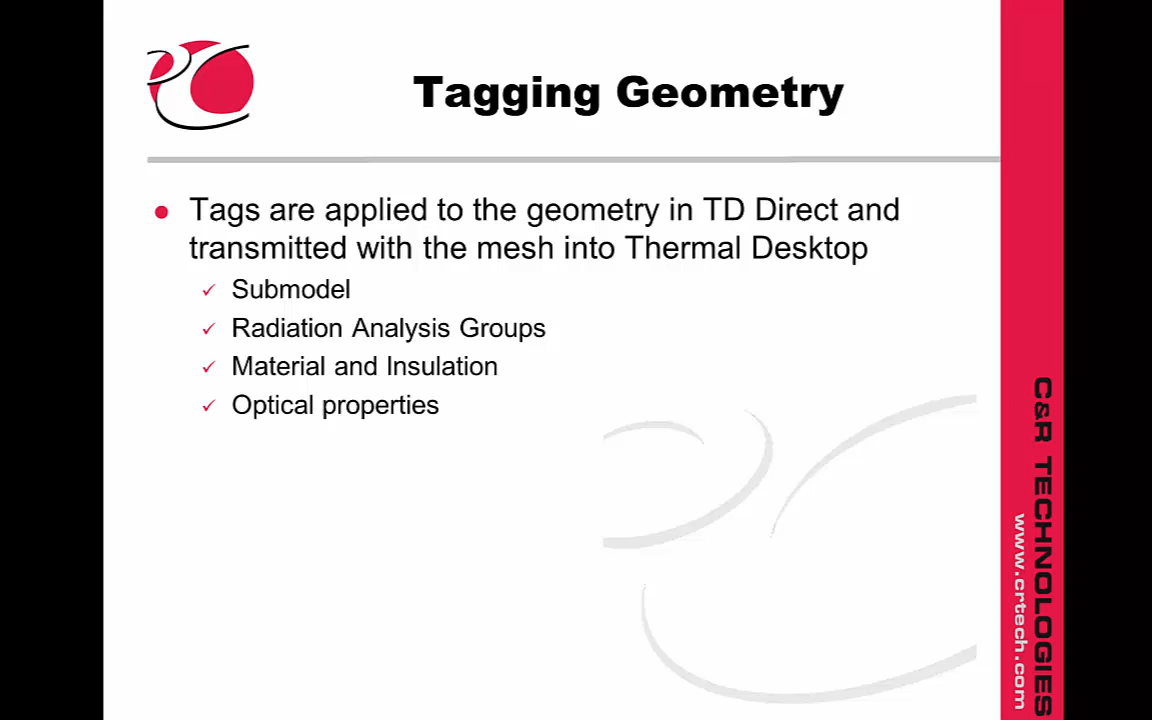 Tagging Geometry
Tags are applied to the geometry in TD Direct and
transmitted with the mesh into Thermal Desktop
Submodel
Radiation Analysis Groups
Material and Insulation
Optical properties
C&R TECHNOLOGIES
www.crtech.com